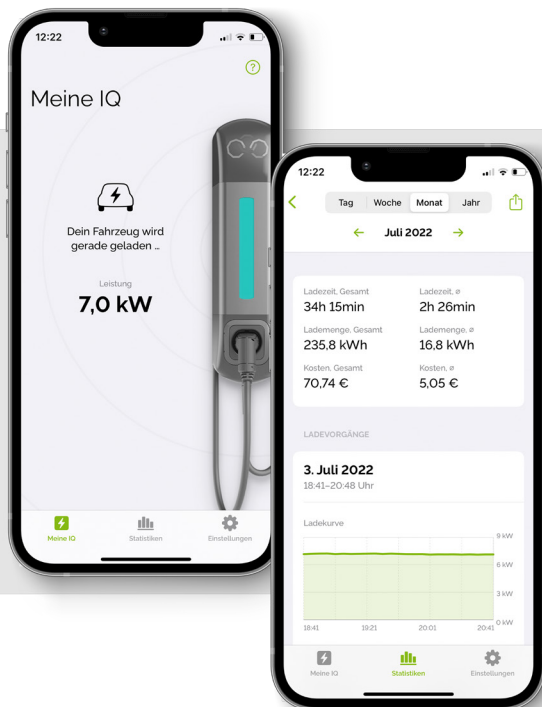 12:22
?
Meine IQ
Dein Fahrzeug wird
gerade geladen ...
Leistung
7,0 kW
Meine IQ
Statistiken
Einstellungen
12:22
Tag
Woche
Monat
Jahr
← Juli 2022 →
Ladezeit, Gesamt
Ladezeit, ø
34h 15min
2h 26min
Lademenge, Gesamt
Lademenge, ø
235,8 kWh
16,8 kWh
Kosten, Gesamt
Kosten, ø
70,74 €
5,05 €
LADEVORGÄNGE
3. Juli 2022
18:41–20:48 Uhr
Ladekurve
9 kW
6 kW
3 kW
0 kW
18:41
19:21
20:01
20:41
Meine IQ
Statistiken
Einstellungen